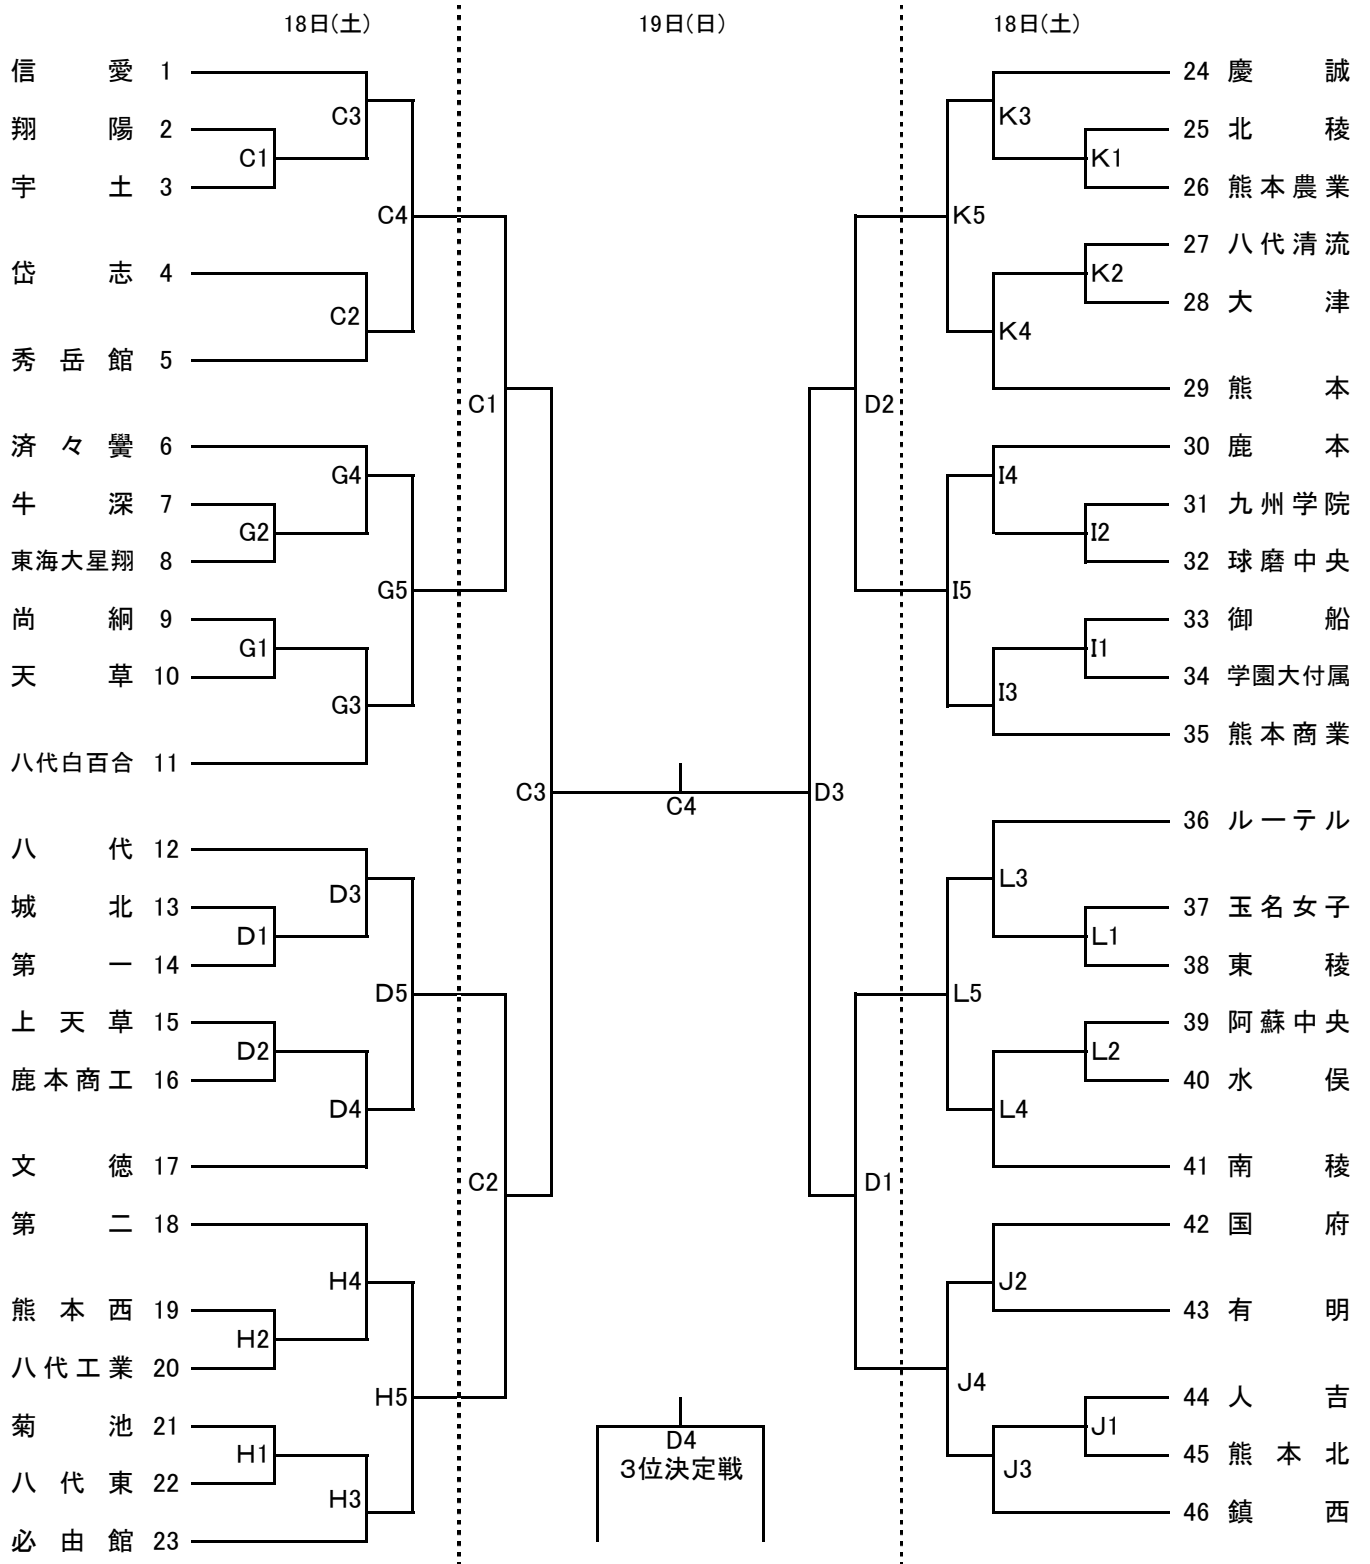 18日(土) 19日(日) 18日(土)
信愛 1
翔陽 2
宇土 3
岱志 4
秀岳館 5
済々黌 6
牛深 7
東海大星翔 8
尚絅 9
天草 10
八代白百合 11
八代 12
城北 13
第一 14
上天草 15
鹿本商工 16
文徳 17
第二 18
熊本西 19
八代工業 20
菊池 21
八代東 22
必由館 23
C3
C1
C4
C2
G4
G2
G5
G1
G3
D3
D1
D5
D2
D4
H4
H2
H5
H1
H3
C1
C3
C2
C4
D2
D3
D1
D4
3位決定戦
K3
K1
K5
K2
K4
I4
I2
I5
I1
I3
L3
L1
L5
L2
L4
J2
J4
J1
J3
24 慶誠
25 北稜
26 熊本農業
27 八代清流
28 大津
29 熊本
30 鹿本
31 九州学院
32 球磨中央
33 御船
34 学園大付属
35 熊本商業
36 ルーテル
37 玉名女子
38 東稜
39 阿蘇中央
40 水俣
41 南稜
42 国府
43 有明
44 人吉
45 熊本北
46 鎮西